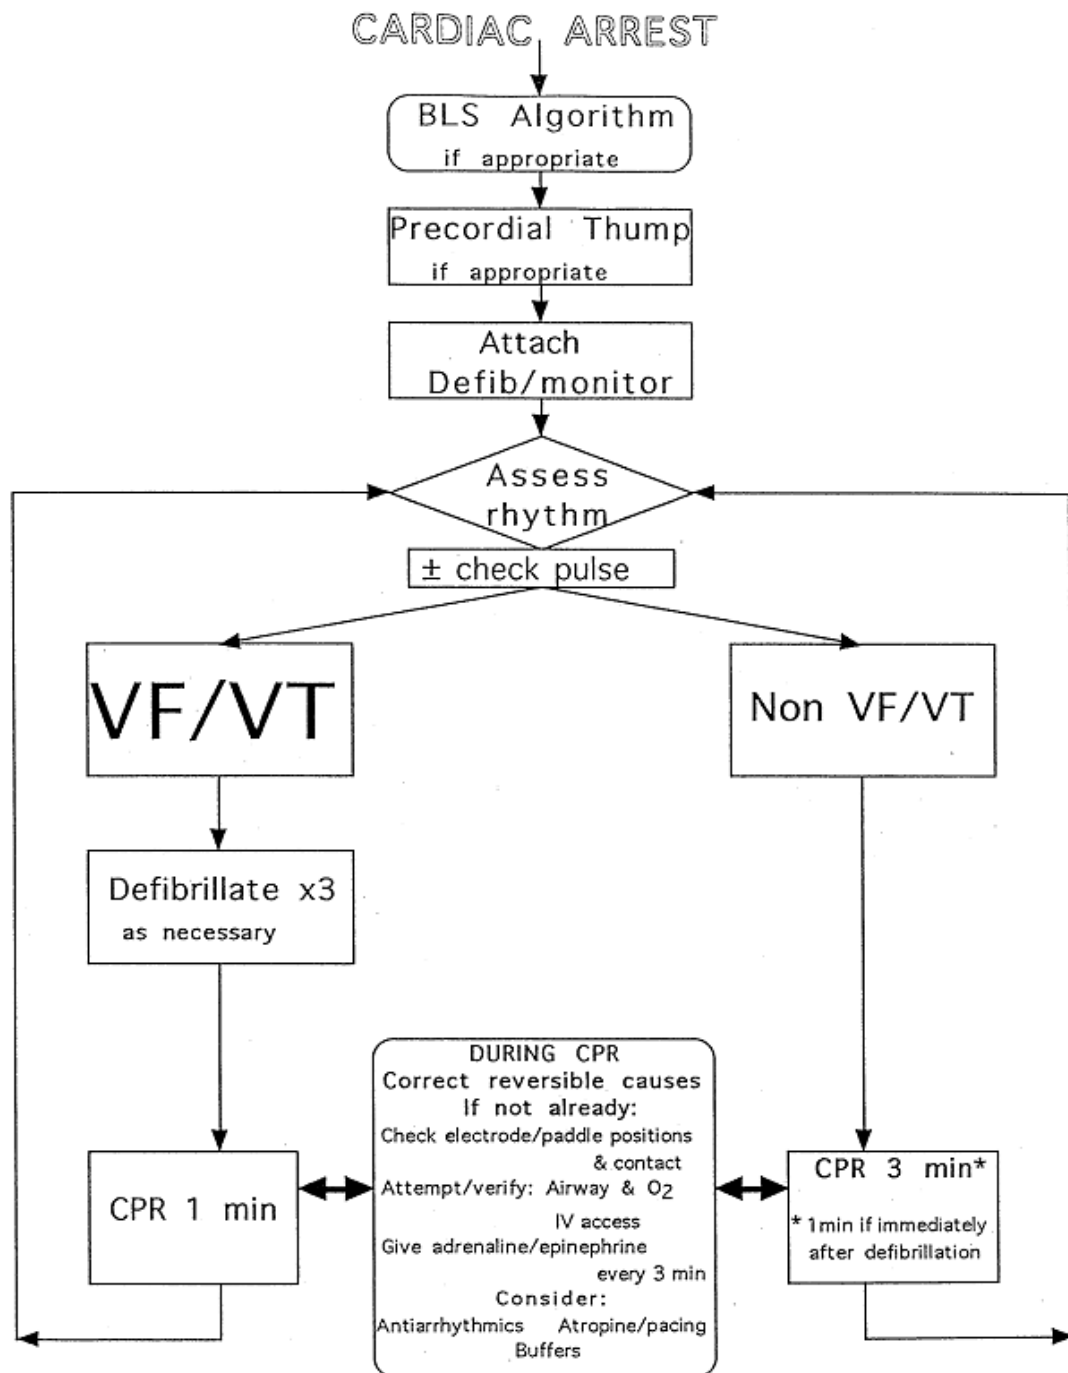 CARDIAC ARREST
BLS Algorithm
if appropriate
Precordial Thump
if appropriate
Attach
Defib/monitor
Assess
rhythm
± check pulse
VF/VT
Non VF/VT
Defibrillate x3
as necessary
DURING CPR
Correct reversible causes
If not already:
Check electrode/paddle positions
& contact
Attempt/verify: Airway & O2
IV access
Give adrenaline/epinephrine
every 3 min
Consider:
Antiarrhythmics Atropine/pacing
Buffers
CPR 1 min
CPR 3 min*
* 1min if immediately
after defibrillation